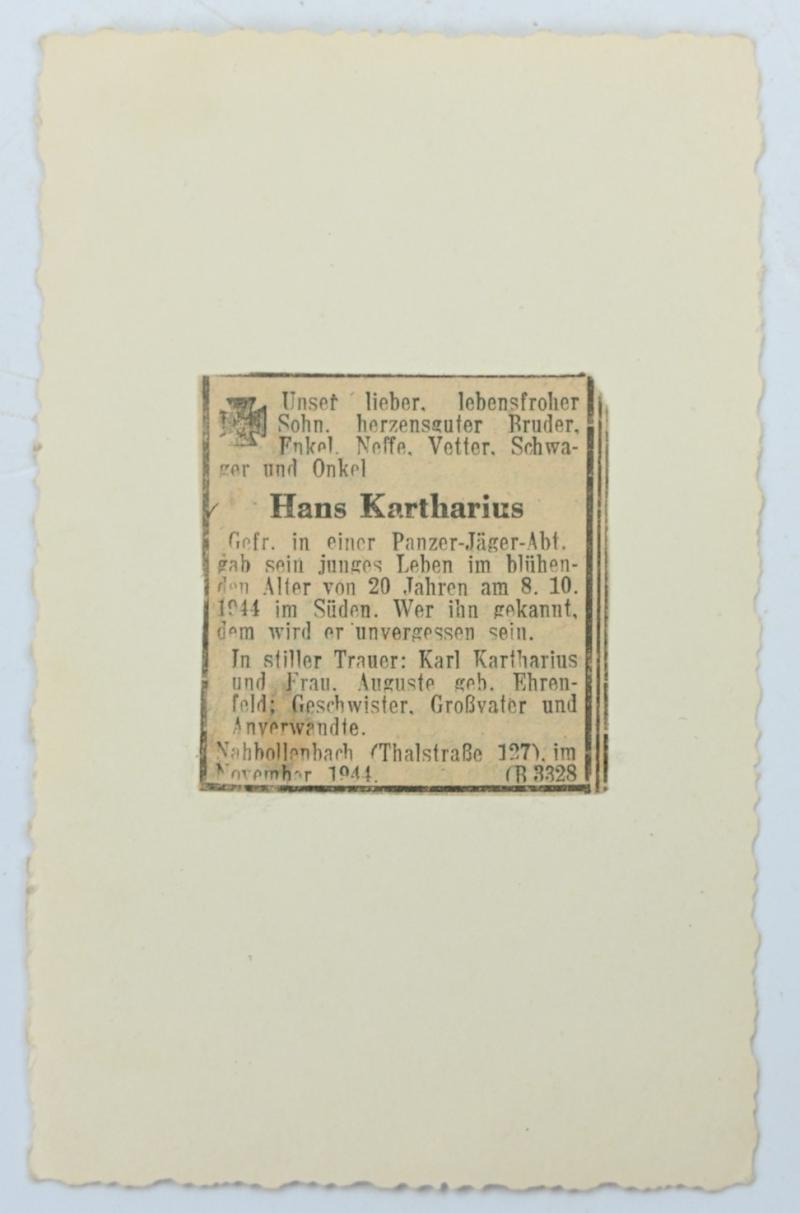 Unser lieber, lebensfroher
Sohn, herzensguter Bruder,
Enkel, Neffe, Vetter, Schwa-
ger und Onkel
Hans Kartharius
Gefr. in einer Panzer-Jäger-Abt.
gab sein junges Leben im blühen-
den Alter von 20 Jahren am 8. 10.
1944 im Süden. Wer ihn gekannt,
dem wird er unvergessen sein.
In stiller Trauer: Karl Kartharius
und Frau, Auguste geb. Ehren-
feld; Geschwister, Großvater und
Anverwandte.
Nahbollenbach (Thalstraße 127), im
November 1944. (B 3328